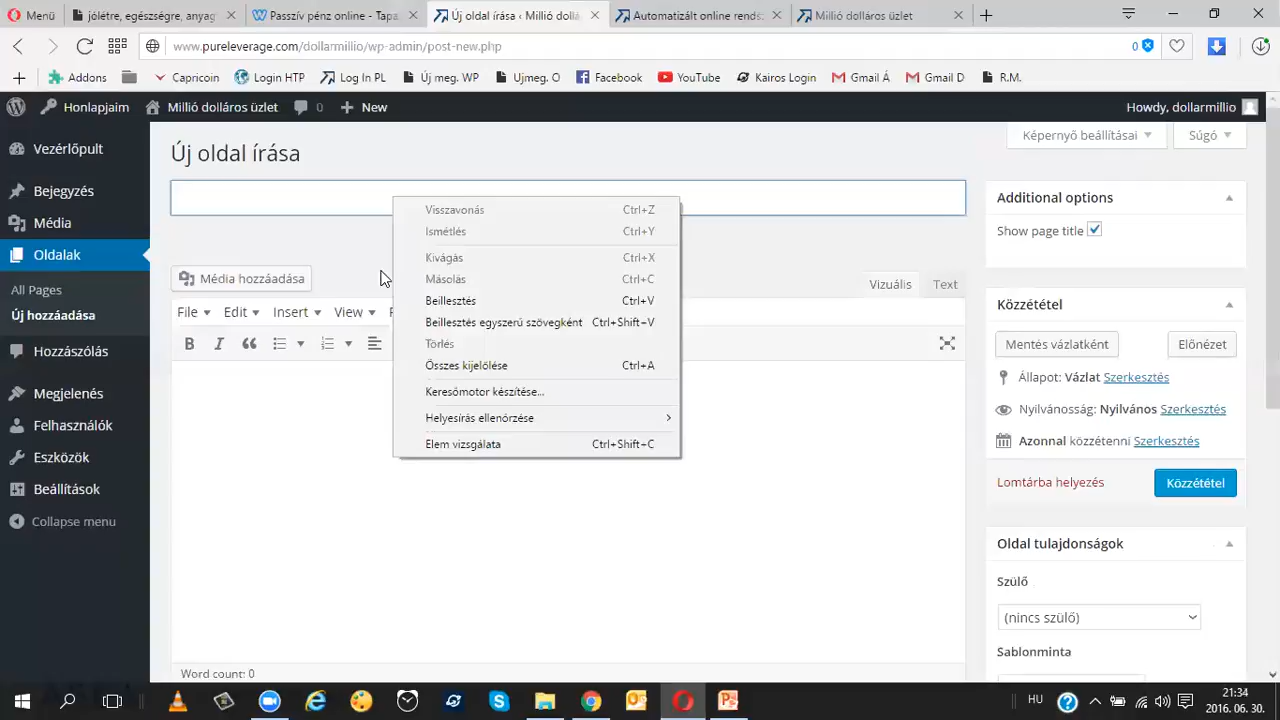 Menü
jólétre, egészségre, anyag
Passzív pénz online - Tapa
Új oldal írása ‹ Millió dollá
Automatizált online rends
Millió dolláros üzlet
www.pureleverage.com/dollarmillio/wp-admin/post-new.php
0
Addons
Capricoin
Login HTP
Log In PL
Új meg. WP
Ujmeg. O
Facebook
YouTube
Kairos Login
Gmail Á
Gmail D
R.M.
Honlapjaim
Millió dolláros üzlet
0
New
Howdy, dollarmillio
Vezérlőpult
Bejegyzés
Média
Oldalak
All Pages
Új hozzáadása
Hozzászólás
Megjelenés
Felhasználók
Eszközök
Beállítások
Collapse menu
Képernyő beállításai
Súgó
Új oldal írása
Média hozzáadása
Vizuális
Text
File
Edit
Insert
View
Visszavonás Ctrl+Z
Ismétlés Ctrl+Y
Kivágás Ctrl+X
Másolás Ctrl+C
Beillesztés Ctrl+V
Beillesztés egyszerű szövegként Ctrl+Shift+V
Törlés
Összes kijelölése Ctrl+A
Keresőmotor készítése...
Helyesírás ellenőrzése
Elem vizsgálata Ctrl+Shift+C
Word count: 0
Additional options
Show page title
Közzététel
Mentés vázlatként
Előnézet
Állapot: Vázlat Szerkesztés
Nyilvánosság: Nyilvános Szerkesztés
Azonnal közzétenni Szerkesztés
Lomtárba helyezés
Közzététel
Oldal tulajdonságok
Szülő
(nincs szülő)
Sablonminta
HU
21:34
2016. 06. 30.